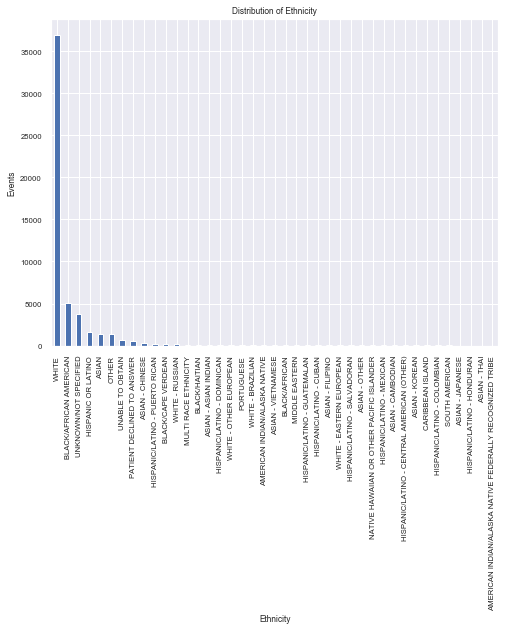 Distribution of Ethnicity
Events
35000
30000
25000
20000
15000
10000
5000
0
WHITE
BLACK/AFRICAN AMERICAN
UNKNOWN/NOT SPECIFIED
HISPANIC OR LATINO
ASIAN
OTHER
UNABLE TO OBTAIN
PATIENT DECLINED TO ANSWER
ASIAN - CHINESE
HISPANIC/LATINO - PUERTO RICAN
BLACK/CAPE VERDEAN
WHITE - RUSSIAN
MULTI RACE ETHNICITY
BLACK/HAITIAN
ASIAN - ASIAN INDIAN
HISPANIC/LATINO - DOMINICAN
WHITE - OTHER EUROPEAN
PORTUGUESE
WHITE - BRAZILIAN
AMERICAN INDIAN/ALASKA NATIVE
ASIAN - VIETNAMESE
BLACK/AFRICAN
MIDDLE EASTERN
HISPANIC/LATINO - GUATEMALAN
HISPANIC/LATINO - CUBAN
ASIAN - FILIPINO
WHITE - EASTERN EUROPEAN
HISPANIC/LATINO - SALVADORAN
ASIAN - OTHER
NATIVE HAWAIIAN OR OTHER PACIFIC ISLANDER
HISPANIC/LATINO - MEXICAN
ASIAN - CAMBODIAN
HISPANIC/LATINO - CENTRAL AMERICAN (OTHER)
ASIAN - KOREAN
CARIBBEAN ISLAND
HISPANIC/LATINO - COLOMBIAN
SOUTH AMERICAN
ASIAN - JAPANESE
HISPANIC/LATINO - HONDURAN
ASIAN - THAI
AMERICAN INDIAN/ALASKA NATIVE FEDERALLY RECOGNIZED TRIBE
Ethnicity